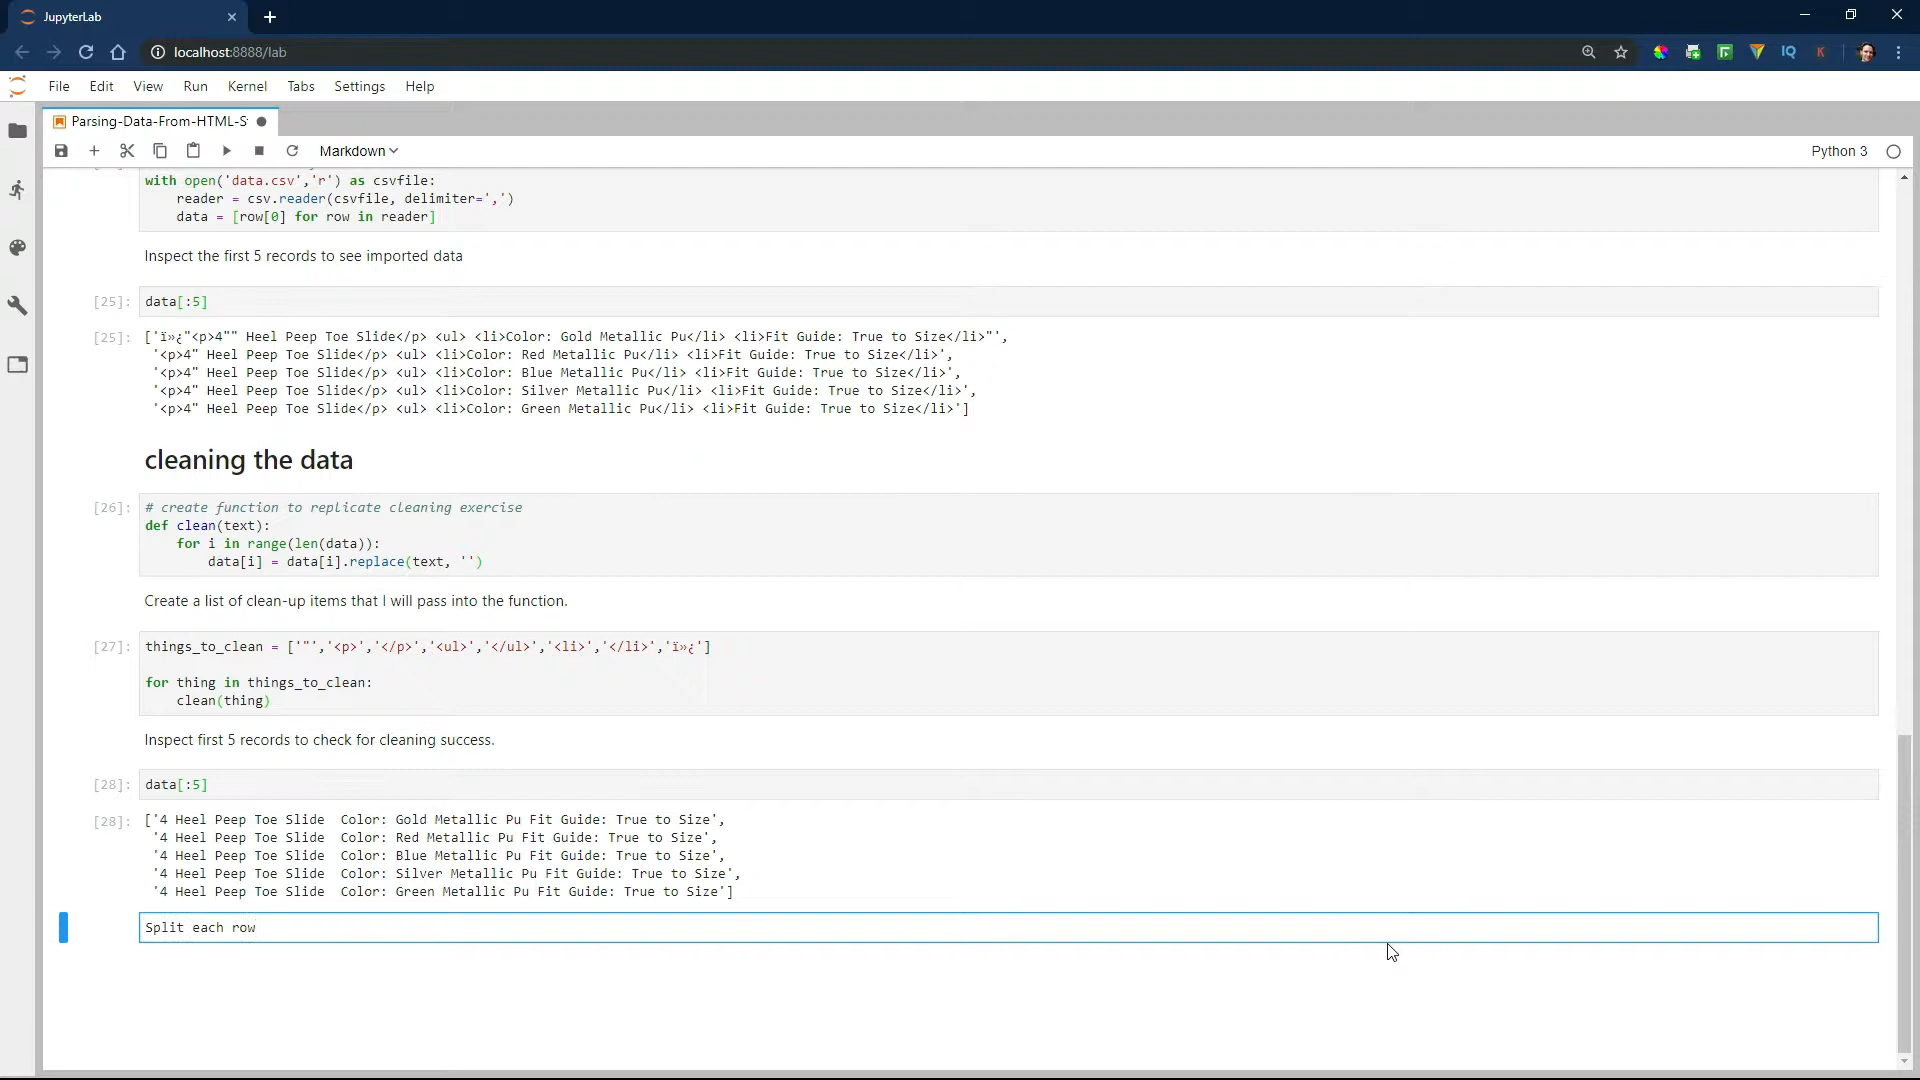 JupyterLab
localhost:8888/lab
IQ
K
File Edit View Run Kernel Tabs Settings Help
Parsing-Data-From-HTML-S
Markdown
Python 3
with open('data.csv','r') as csvfile:
    reader = csv.reader(csvfile, delimiter=',')
    data = [row[0] for row in reader]
Inspect the first 5 records to see imported data
[25]: data[:5]
[25]: ['ï»¿"<p>4"" Heel Peep Toe Slide</p> <ul> <li>Color: Gold Metallic Pu</li> <li>Fit Guide: True to Size</li>"',
'<p>4" Heel Peep Toe Slide</p> <ul> <li>Color: Red Metallic Pu</li> <li>Fit Guide: True to Size</li>',
'<p>4" Heel Peep Toe Slide</p> <ul> <li>Color: Blue Metallic Pu</li> <li>Fit Guide: True to Size</li>',
'<p>4" Heel Peep Toe Slide</p> <ul> <li>Color: Silver Metallic Pu</li> <li>Fit Guide: True to Size</li>',
'<p>4" Heel Peep Toe Slide</p> <ul> <li>Color: Green Metallic Pu</li> <li>Fit Guide: True to Size</li>']
cleaning the data
[26]: # create function to replicate cleaning exercise
def clean(text):
    for i in range(len(data)):
        data[i] = data[i].replace(text, '')
Create a list of clean-up items that I will pass into the function.
[27]: things_to_clean = ['"','<p>','</p>','<ul>','</ul>','<li>','</li>','ï»¿']
for thing in things_to_clean:
    clean(thing)
Inspect first 5 records to check for cleaning success.
[28]: data[:5]
[28]: ['4 Heel Peep Toe Slide  Color: Gold Metallic Pu Fit Guide: True to Size',
'4 Heel Peep Toe Slide  Color: Red Metallic Pu Fit Guide: True to Size',
'4 Heel Peep Toe Slide  Color: Blue Metallic Pu Fit Guide: True to Size',
'4 Heel Peep Toe Slide  Color: Silver Metallic Pu Fit Guide: True to Size',
'4 Heel Peep Toe Slide  Color: Green Metallic Pu Fit Guide: True to Size']
Split each row